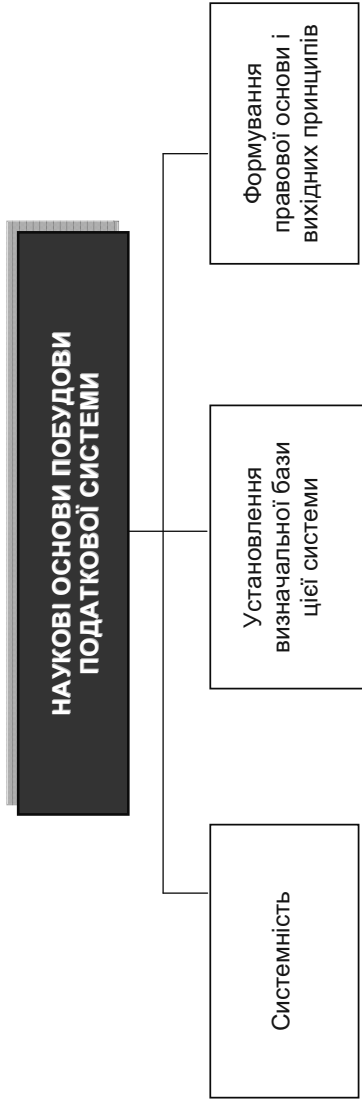 НАУКОВІ ОСНОВИ ПОБУДОВИ
ПОДАТКОВОЇ СИСТЕМИ
Системність
Установлення
визначальної бази
цієї системи
Формування
правової основи і
вихідних принципів